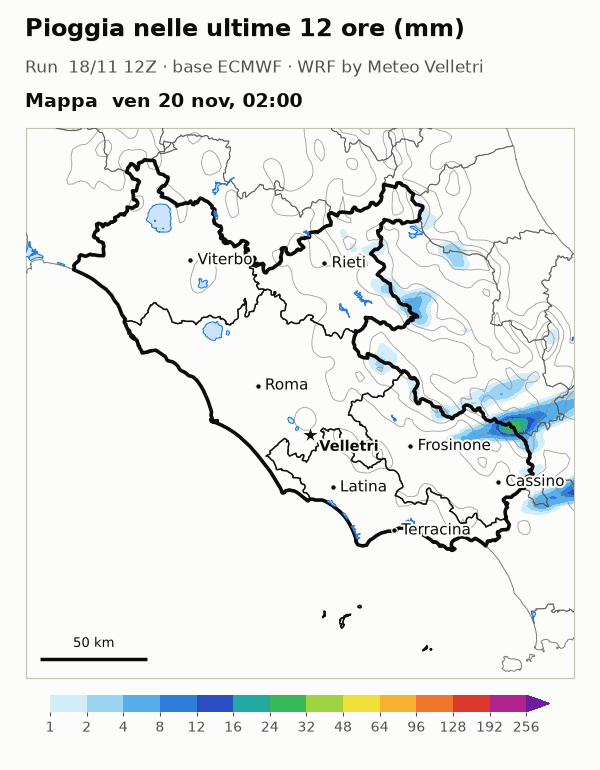 Pioggia nelle ultime 12 ore (mm)
Run  18/11 12Z · base ECMWF · WRF by Meteo Velletri
Mappa  ven 20 nov, 02:00
Viterbo
Rieti
Roma
Velletri
Frosinone
Latina
Cassino
Terracina
50 km
1 2 4 8 12 16 24 32 48 64 96 128 192 256